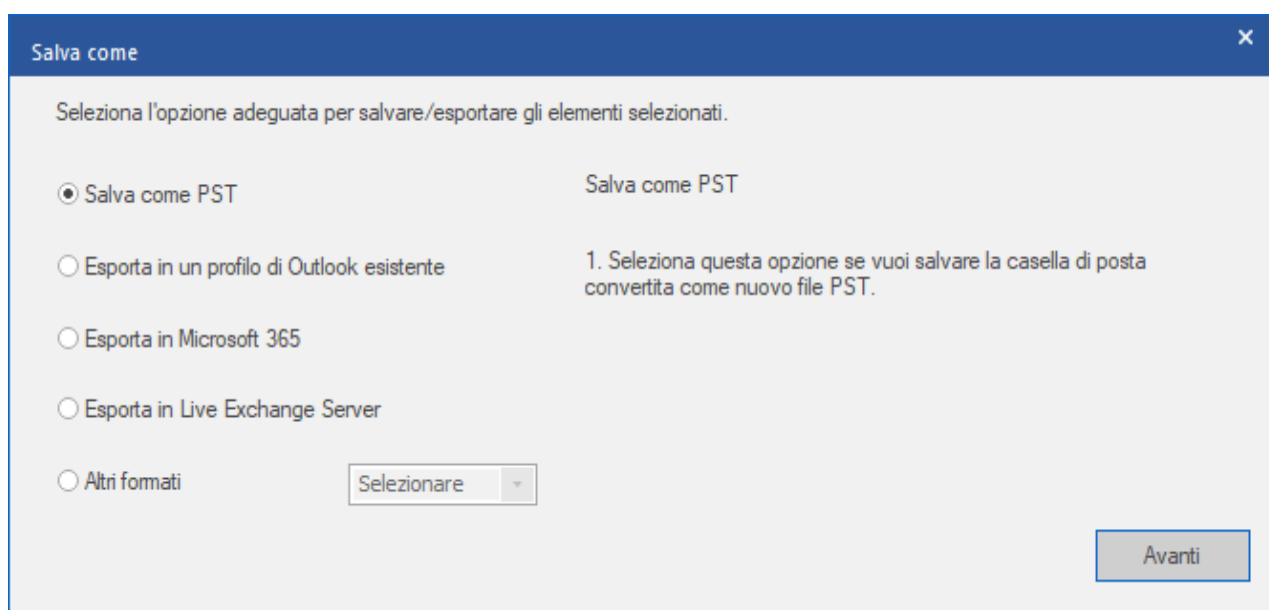 Salva come
Seleziona l'opzione adeguata per salvare/esportare gli elementi selezionati.
Salva come PST
Salva come PST
Esporta in un profilo di Outlook esistente
1. Seleziona questa opzione se vuoi salvare la casella di posta
convertita come nuovo file PST.
Esporta in Microsoft 365
Esporta in Live Exchange Server
Altri formati
Selezionare
Avanti